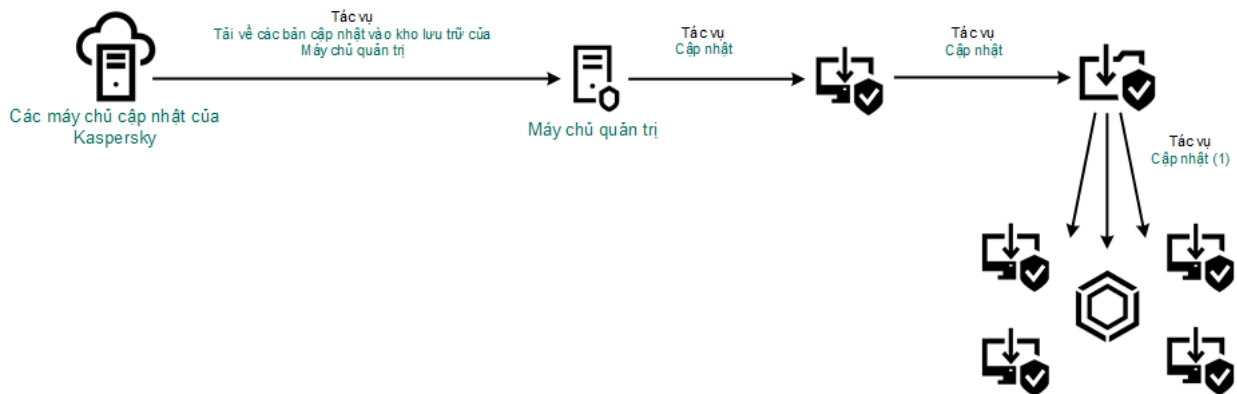 Tác vụ
Tải về các bản cập nhật vào kho lưu trữ của
Máy chủ quản trị
Tác vụ
Cập nhật
Tác vụ
Cập nhật
Các máy chủ cập nhật của
Kaspersky
Máy chủ quản trị
Tác vụ
Cập nhật (1)